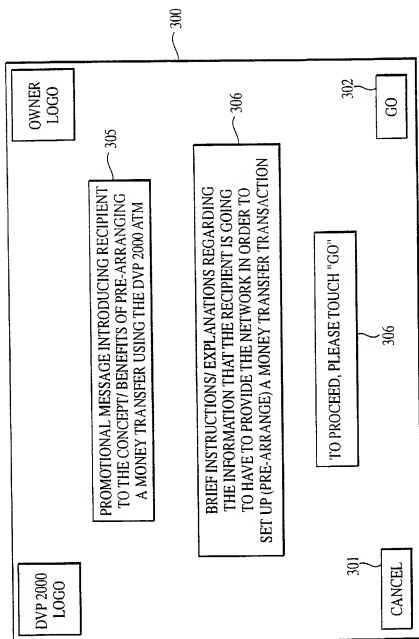 DVP 2000
LOGO
OWNER
LOGO
300
305
PROMOTIONAL MESSAGE INTRODUCING RECIPIENT
TO THE CONCEPT/ BENEFITS OF PRE-ARRANGING
A MONEY TRANSFER USING THE DVP 2000 ATM
306
BRIEF INSTRUCTIONS/ EXPLANATIONS REGARDING
THE INFORMATION THAT THE RECIPIENT IS GOING
TO HAVE TO PROVIDE THE NETWORK IN ORDER TO
SET UP (PRE-ARRANGE) A MONEY TRANSFER TRANSACTION
TO PROCEED, PLEASE TOUCH "GO"
306
301
CANCEL
302
GO